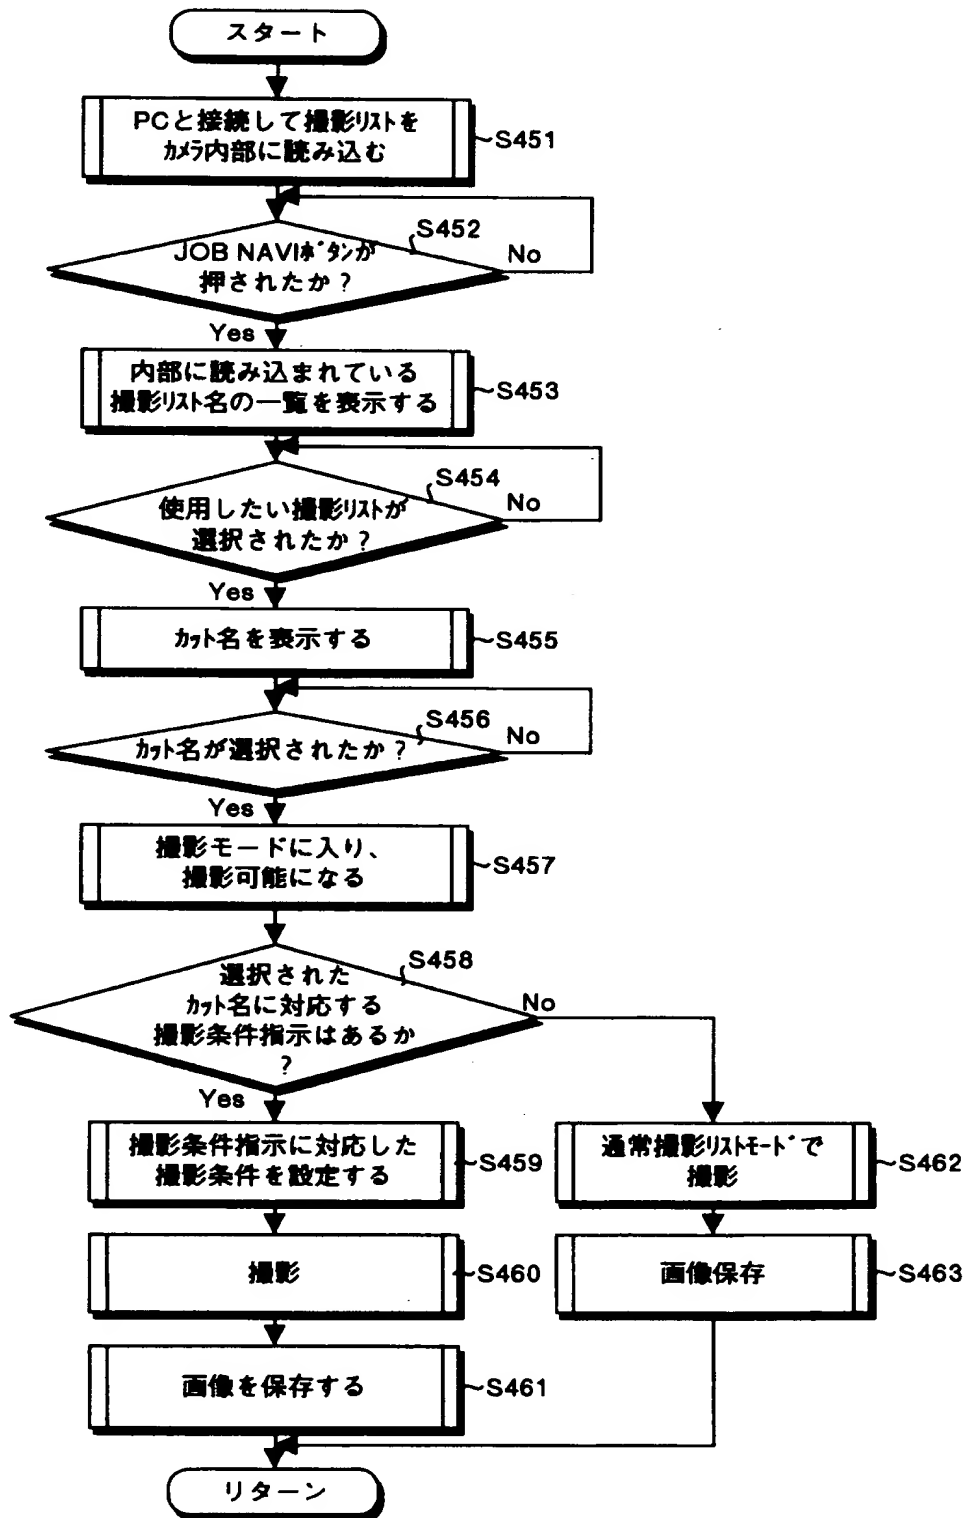 スタート
PCと接続して撮影リストを
カメラ内部に読み込む
S451
S452
JOB NAVIボタンが
押されたか?
No
Yes
内部に読み込まれている
撮影リスト名の一覧を表示する
S453
S454
使用したい撮影リストが
選択されたか?
No
Yes
カット名を表示する
S455
S456
カット名が選択されたか?
No
Yes
撮影モードに入り、
撮影可能になる
S457
S458
選択された
カット名に対応する
撮影条件指示はあるか
?
No
Yes
撮影条件指示に対応した
撮影条件を設定する
S459
通常撮影リストモードで
撮影
S462
撮影
S460
画像保存
S463
画像を保存する
S461
リターン